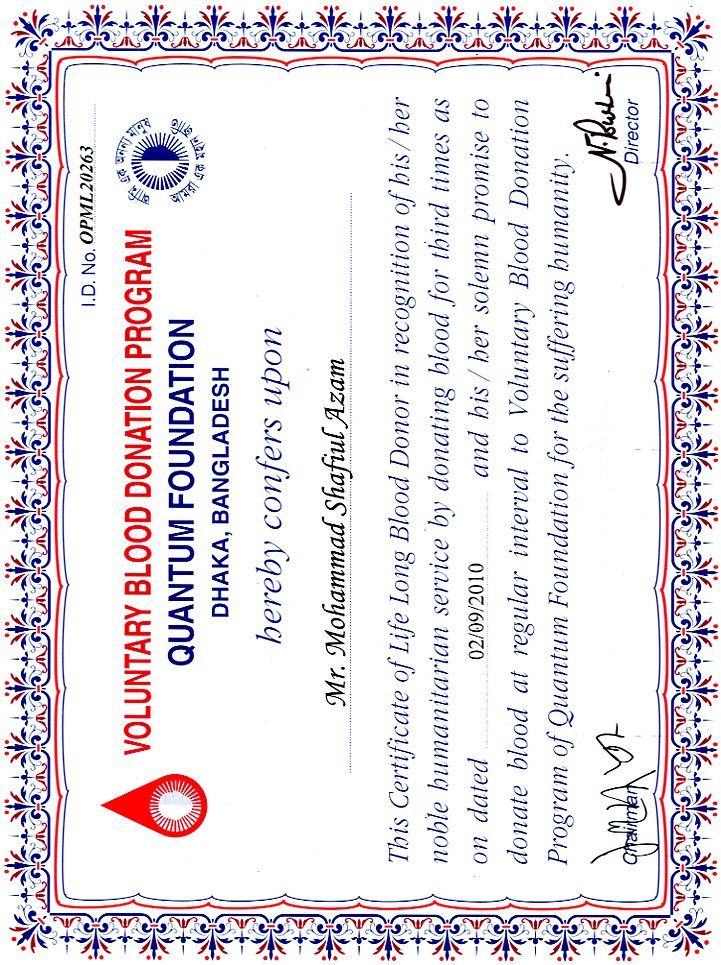 I.D. No. OPML20263
VOLUNTARY BLOOD DONATION PROGRAM
QUANTUM FOUNDATION
DHAKA, BANGLADESH
hereby confers upon
Mr. Mohammad Shafiul Azam
This Certificate of Life Long Blood Donor in recognition of his / her
noble humanitarian service by donating blood for third times as
on dated 02/09/2010 and his / her solemn promise to
donate blood at regular interval to Voluntary Blood Donation
Program of Quantum Foundation for the suffering humanity.
Chairman
Director